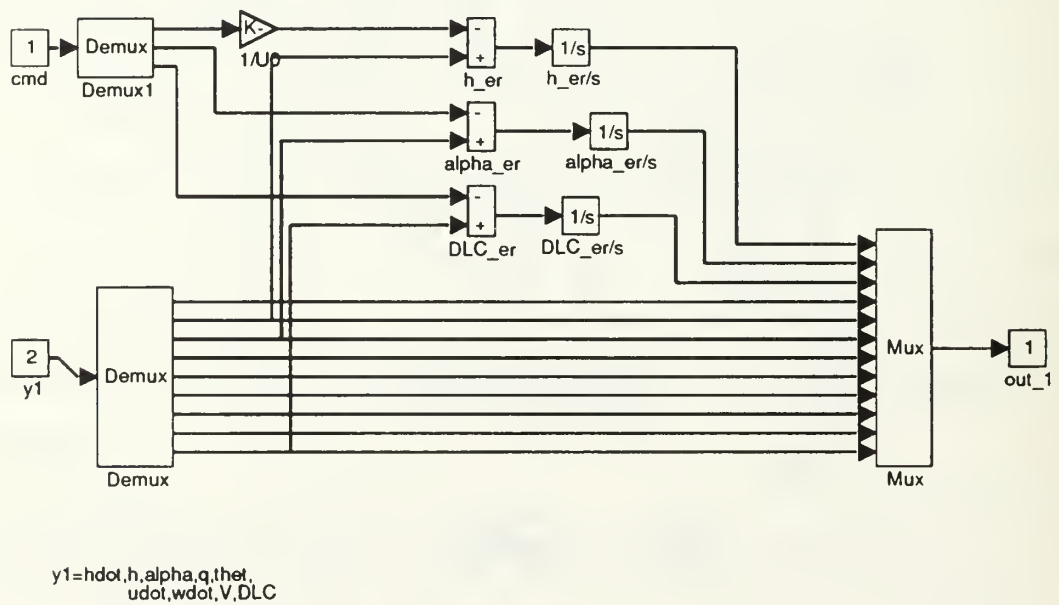 1
cmd
Demux
Demux1
K-
1/U0
-
+
h_er
1/s
h_er/s
-
+
alpha_er
1/s
alpha_er/s
-
+
DLC_er
1/s
DLC_er/s
2
y1
Demux
Demux
Mux
Mux
1
out_1
y1=hdot,h,alpha,q,thet,
udot,wdot,V,DLC